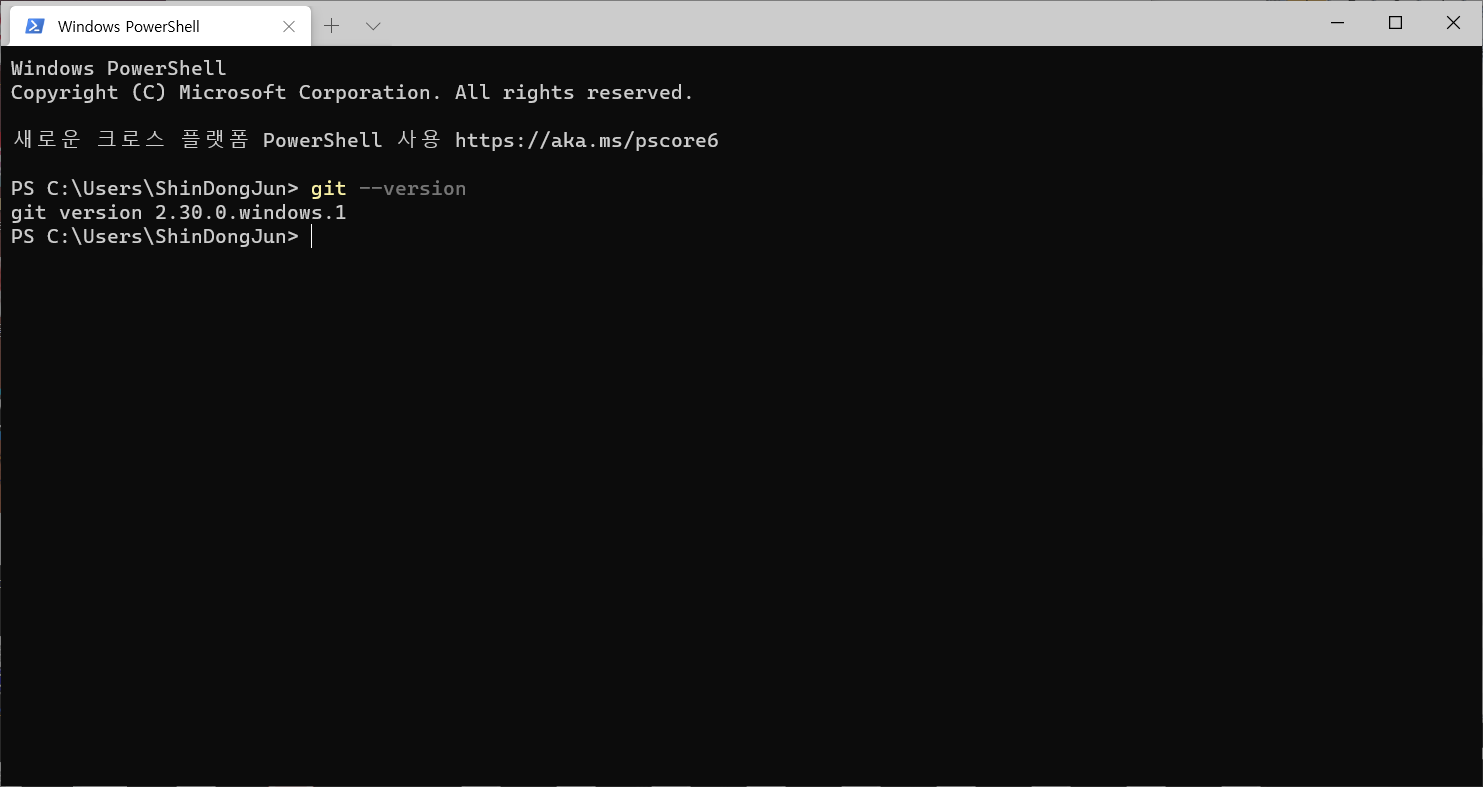 Windows PowerShell
Windows PowerShell
Copyright (C) Microsoft Corporation. All rights reserved.
새로운 크로스 플랫폼 PowerShell 사용 https://aka.ms/pscore6
PS C:\Users\ShinDongJun> git --version
git version 2.30.0.windows.1
PS C:\Users\ShinDongJun>